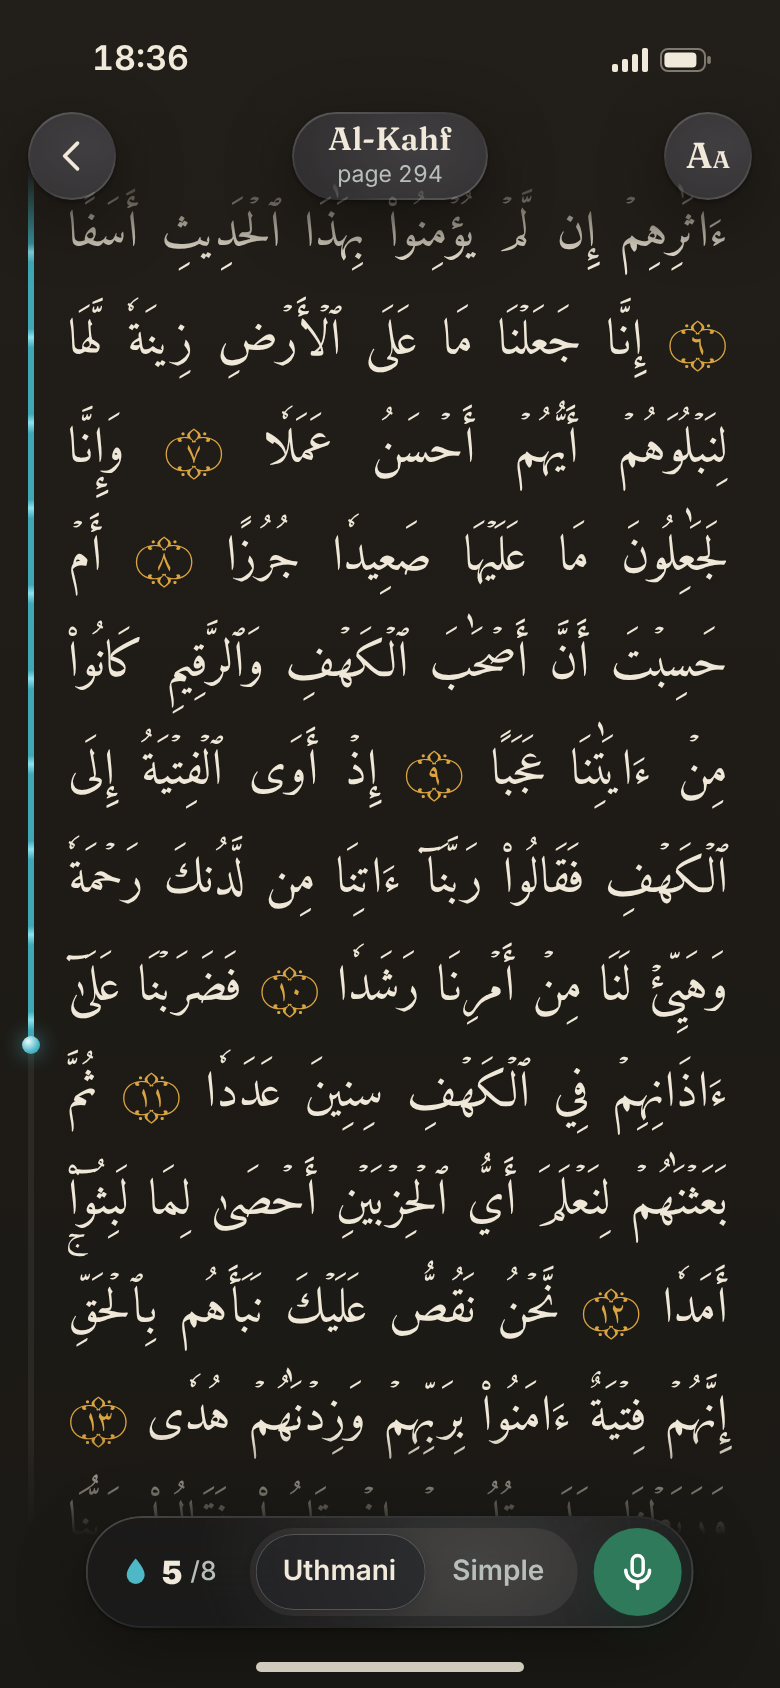 18:36
Al-Kahf
page 294
AA
ءَاثَٰرِهِمۡ إِن لَّمۡ يُؤۡمِنُواْ بِهَٰذَا ٱلۡحَدِيثِ أَسَفًا
٦ إِنَّا جَعَلۡنَا مَا عَلَى ٱلۡأَرۡضِ زِينَةٗ لَّهَا
لِنَبۡلُوَهُمۡ أَيُّهُمۡ أَحۡسَنُ عَمَلٗا ٧ وَإِنَّا
لَجَٰعِلُونَ مَا عَلَيۡهَا صَعِيدٗا جُرُزًا ٨ أَمۡ
حَسِبۡتَ أَنَّ أَصۡحَٰبَ ٱلۡكَهۡفِ وَٱلرَّقِيمِ كَانُواْ
مِنۡ ءَايَٰتِنَا عَجَبًا ٩ إِذۡ أَوَى ٱلۡفِتۡيَةُ إِلَى
ٱلۡكَهۡفِ فَقَالُواْ رَبَّنَآ ءَاتِنَا مِن لَّدُنكَ رَحۡمَةٗ
وَهَيِّئۡ لَنَا مِنۡ أَمۡرِنَا رَشَدٗا ١٠ فَضَرَبۡنَا عَلَىٰٓ
ءَاذَانِهِمۡ فِي ٱلۡكَهۡفِ سِنِينَ عَدَدٗا ١١ ثُمَّ
بَعَثۡنَٰهُمۡ لِنَعۡلَمَ أَيُّ ٱلۡحِزۡبَيۡنِ أَحۡصَىٰ لِمَا لَبِثُوٓاْ
أَمَدٗا ١٢ نَّحۡنُ نَقُصُّ عَلَيۡكَ نَبَأَهُم بِٱلۡحَقِّۚ
إِنَّهُمۡ فِتۡيَةٌ ءَامَنُواْ بِرَبِّهِمۡ وَزِدۡنَٰهُمۡ هُدٗى ١٣
5 /8
Uthmani
Simple